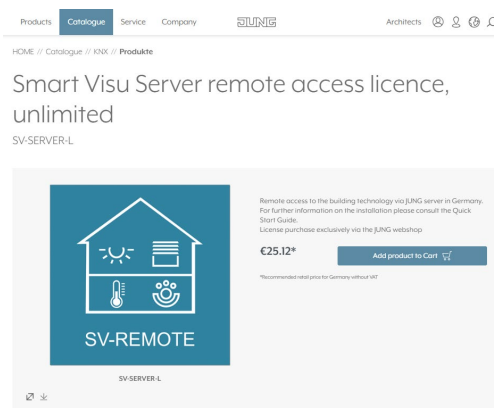 Products Catalogue Service Company JUNG Architects
HOME // Catalogue // KNX // Produkte
Smart Visu Server remote access licence,
unlimited
SV-SERVER-L
Remote access to the building technology via JUNG server in Germany.
For further information on the installation please consult the Quick
Start Guide.
License purchase exclusively via the JUNG webshop
€25.12*
Add product to Cart
*Recommended retail price for Germany without VAT
SV-REMOTE
SV-SERVER-L